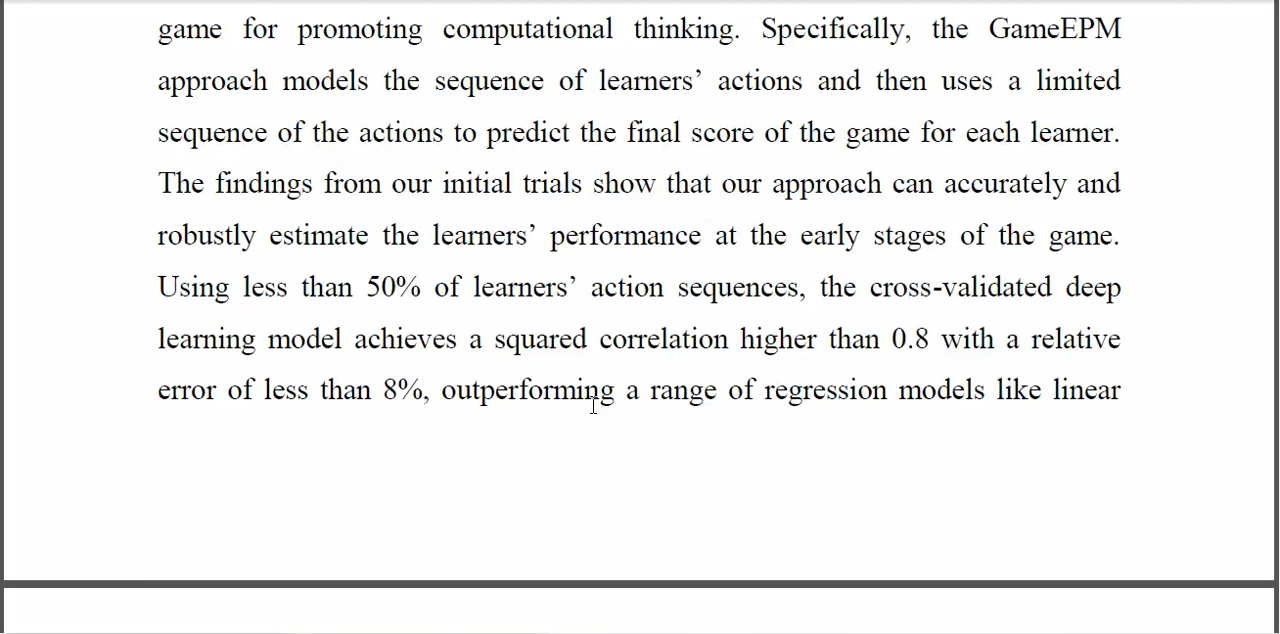 game for promoting computational thinking. Specifically, the GameEPM
approach models the sequence of learners’ actions and then uses a limited
sequence of the actions to predict the final score of the game for each learner.
The findings from our initial trials show that our approach can accurately and
robustly estimate the learners’ performance at the early stages of the game.
Using less than 50% of learners’ action sequences, the cross-validated deep
learning model achieves a squared correlation higher than 0.8 with a relative
error of less than 8%, outperforming a range of regression models like linear